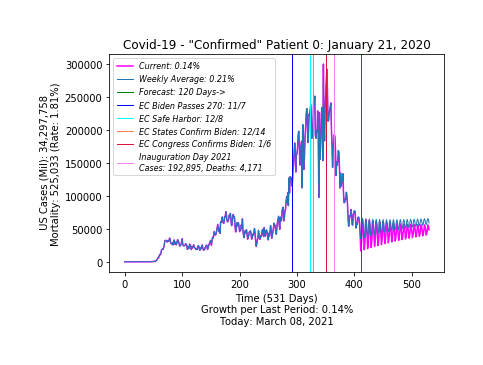 Covid-19 - "Confirmed" Patient 0: January 21, 2020
US Cases (Mil): 34,297,758
Mortality: 525,033 (Rate: 1.81%)
300000
250000
200000
150000
100000
50000
0
Current: 0.14%
Weekly Average: 0.21%
Forecast: 120 Days->
EC Biden Passes 270: 11/7
EC Safe Harbor: 12/8
EC States Confirm Biden: 12/14
EC Congress Confirms Biden: 1/6
Inauguration Day 2021
Cases: 192,895, Deaths: 4,171
0 100 200 300 400 500
Time (531 Days)
Growth per Last Period: 0.14%
Today: March 08, 2021